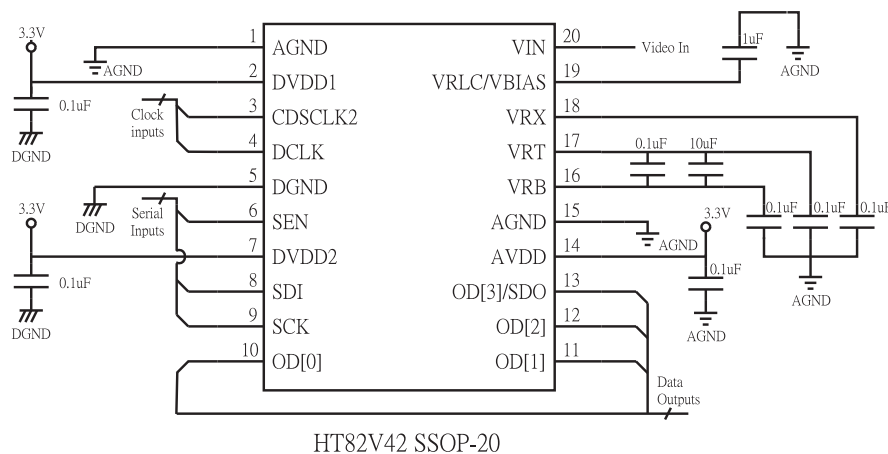 3.3V
0.1uF
DGND
AGND
Clock
inputs
DGND
Serial
Inputs
3.3V
0.1uF
DGND
1
AGND
2
DVDD1
3
CDSCLK2
4
DCLK
5
DGND
6
SEN
7
DVDD2
8
SDI
9
SCK
10
OD[0]
VIN
20
Video In
VRLC/VBIAS
19
VRX
18
VRT
17
VRB
16
AGND
15
AVDD
14
OD[3]/SDO
13
OD[2]
12
OD[1]
11
1uF
AGND
0.1uF
10uF
0.1uF
0.1uF
0.1uF
AGND
AGND
3.3V
0.1uF
AGND
Data
Outputs
HT82V42 SSOP-20